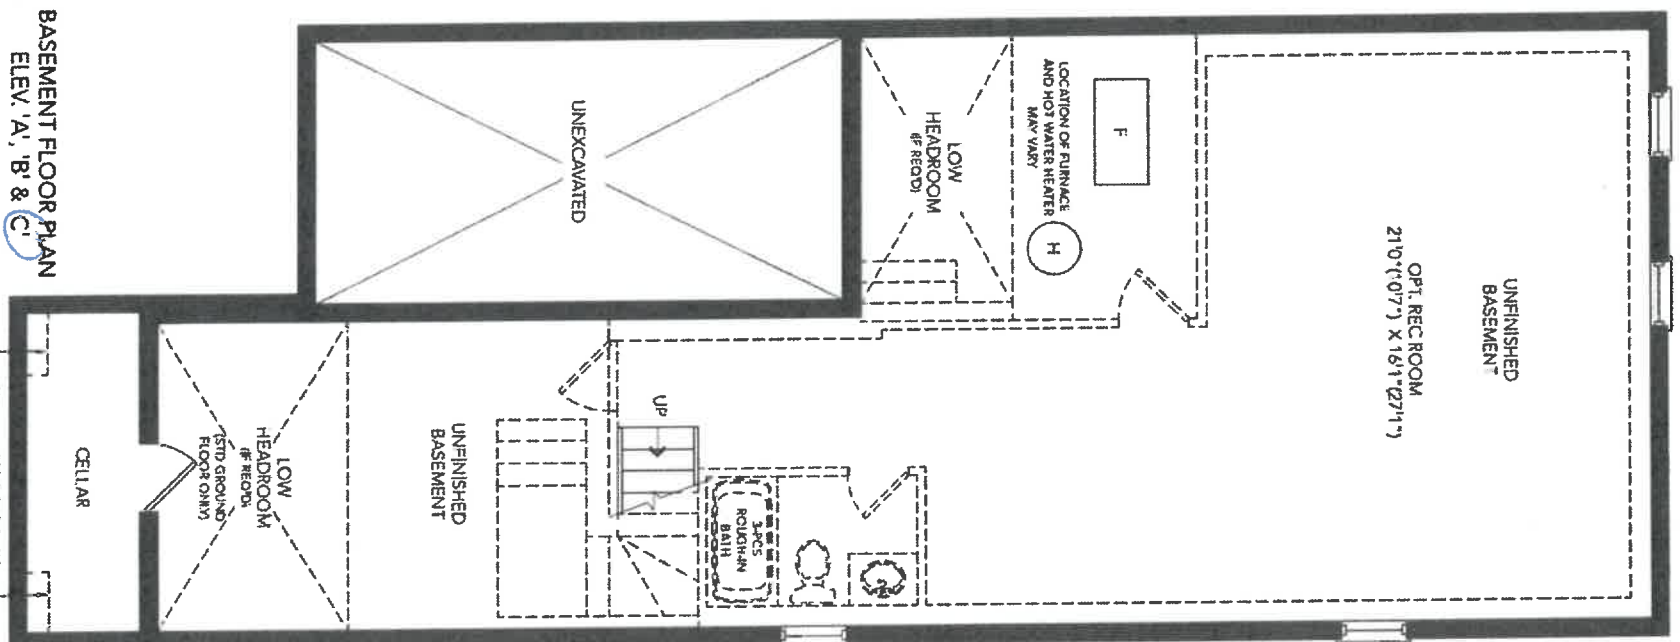 BASEMENT FLOOR PLAN
ELEV. 'A', 'B' & 'C'
UNEXCAVATED
LOW
HEADROOM
(IF REQ'D)
LOCATION OF FURNACE
AND HOT WATER HEATER
MAY VARY
F
H
UNFINISHED
BASEMENT
OPT. REC ROOM
21'0"(10'7") X 16'1"(27'1")
UP
3-PCS
ROUGH-IN
BATH
UNFINISHED
BASEMENT
LOW
HEADROOM
(IF REQ'D)
(STD GROUND
FLOOR ONLY)
CELLAR